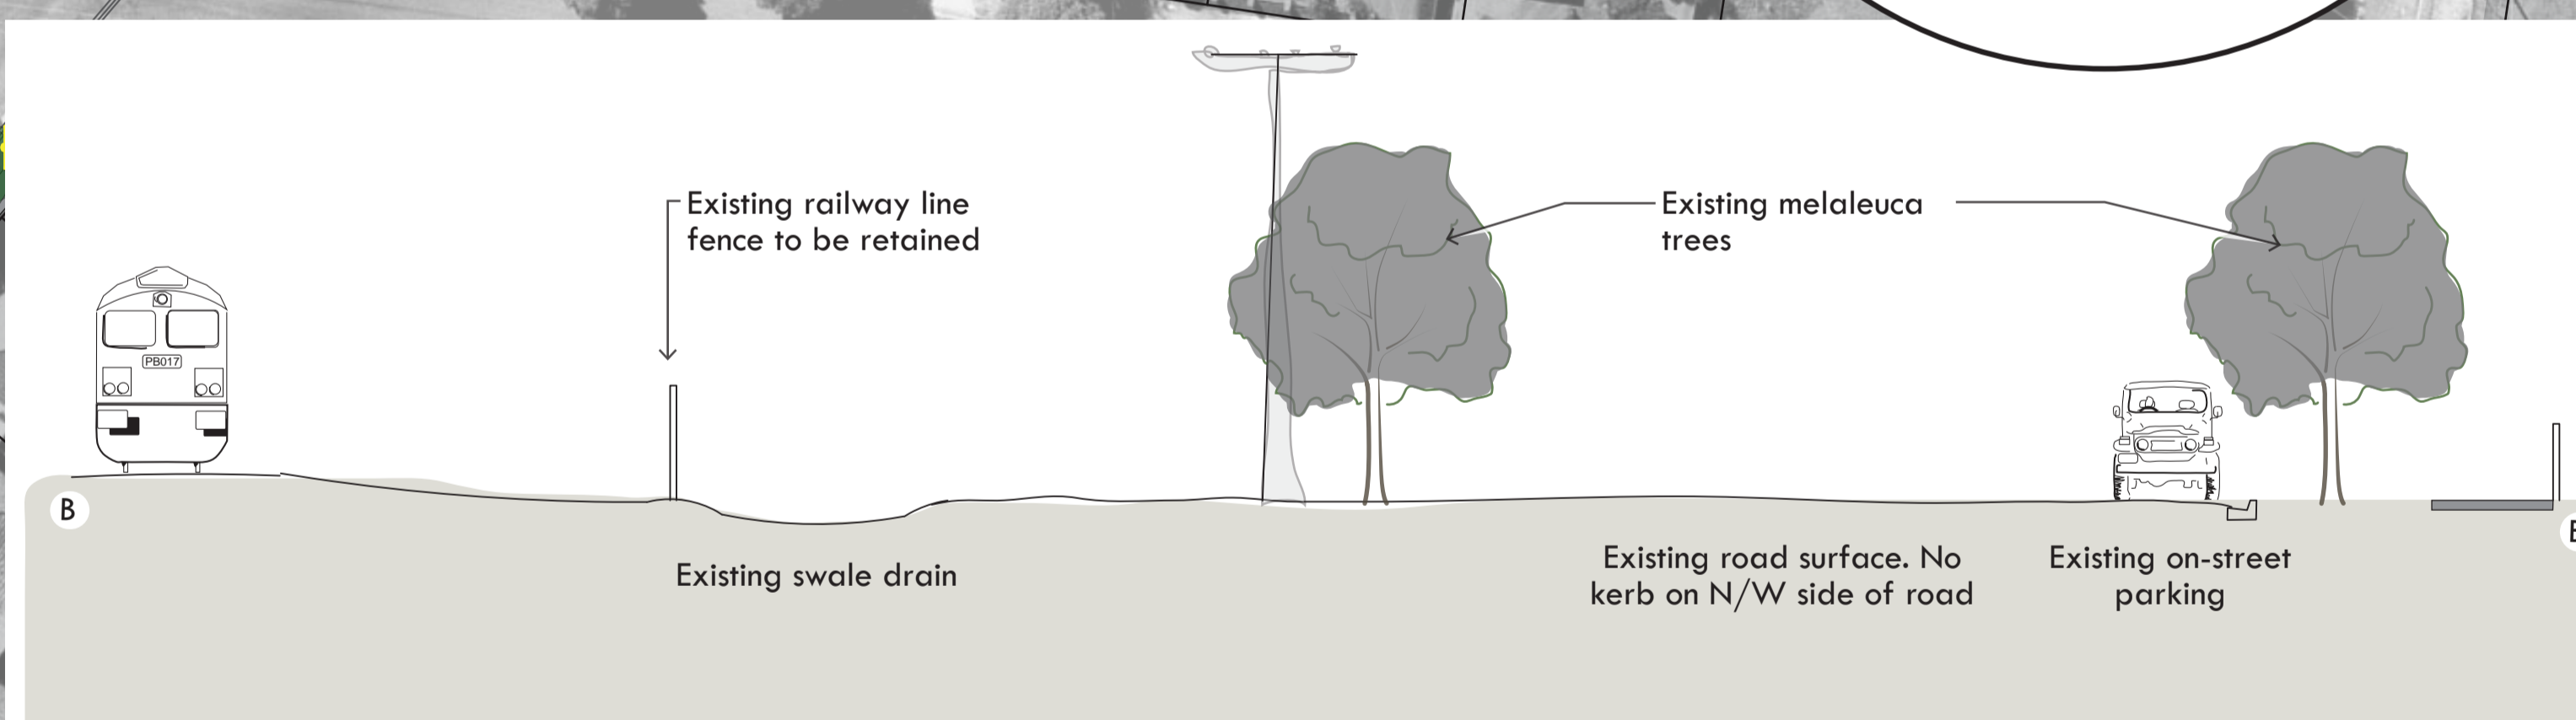 Existing railway line
fence to be retained
Existing melaleuca
trees
PB017
B
Existing swale drain
Existing road surface. No
kerb on N/W side of road
Existing on-street
parking